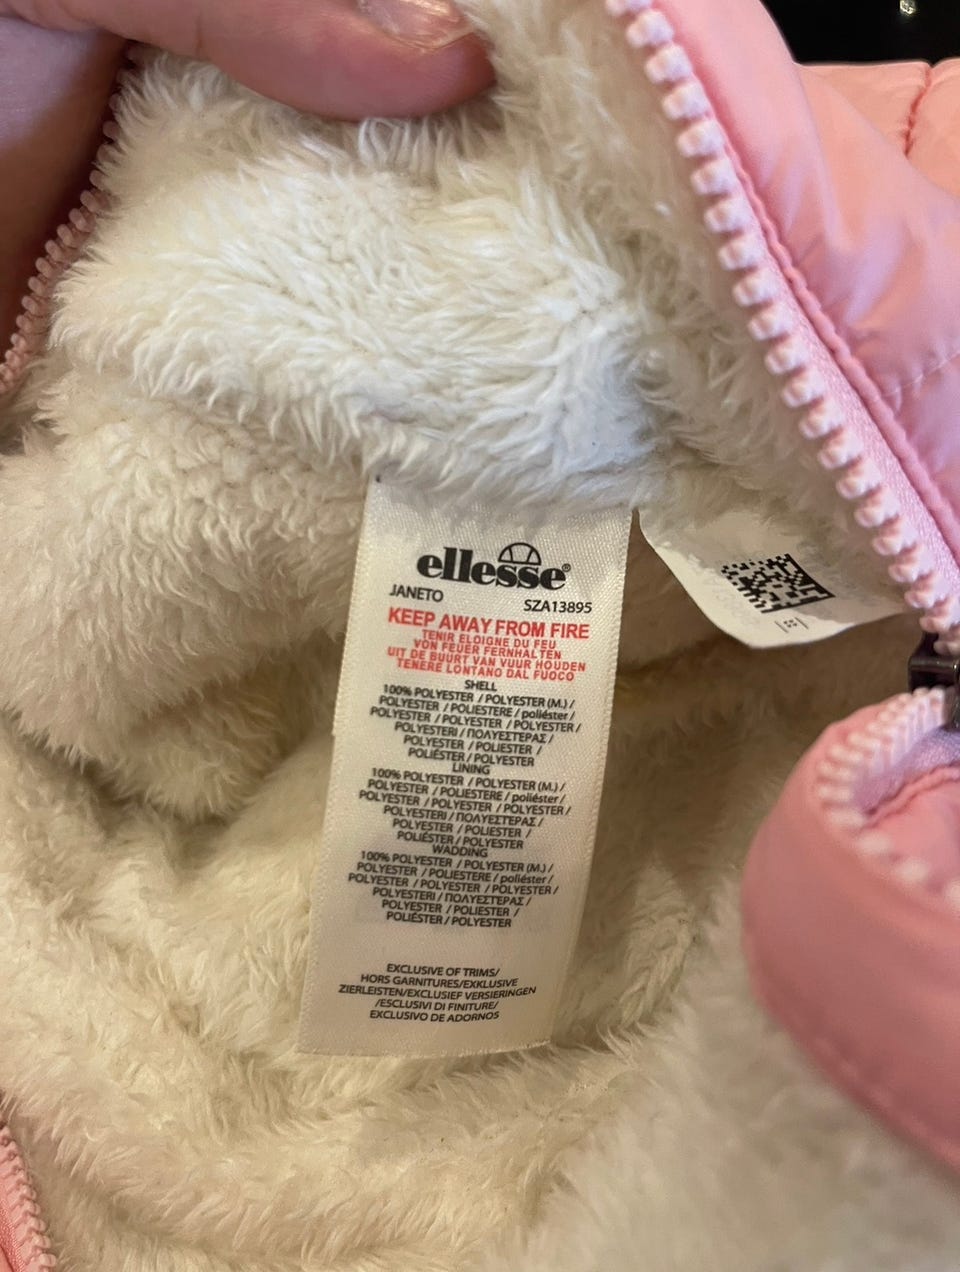 ellesse®
JANETO
SZA13895
KEEP AWAY FROM FIRE
TENIR ELOIGNE DU FEU
VON FEUER FERNHALTEN
UIT DE BUURT VAN VUUR HOUDEN
TENERE LONTANO DAL FUOCO
SHELL
100% POLYESTER / POLYESTER (M.) /
POLYESTER / POLIESTERE / poliéster /
POLYESTER / POLYESTER / POLYESTER /
POLYESTERI / ΠΟΛΥΕΣΤΕΡΑΣ /
POLYESTER / POLIESTER /
POLIÉSTER / POLYESTER
LINING
100% POLYESTER / POLYESTER (M.) /
POLYESTER / POLIESTERE / poliéster /
POLYESTER / POLYESTER / POLYESTER /
POLYESTERI / ΠΟΛΥΕΣΤΕΡΑΣ /
POLYESTER / POLIESTER /
POLIÉSTER / POLYESTER
WADDING
100% POLYESTER / POLYESTER (M.) /
POLYESTER / POLIESTERE / poliéster /
POLYESTER / POLYESTER / POLYESTER /
POLYESTERI / ΠΟΛΥΕΣΤΕΡΑΣ /
POLYESTER / POLIESTER /
POLIÉSTER / POLYESTER
EXCLUSIVE OF TRIMS/
HORS GARNITURES/EXKLUSIVE
ZIERLEISTEN/EXCLUSIEF VERSIERINGEN
/ESCLUSIVI DI FINITURE/
EXCLUSIVO DE ADORNOS